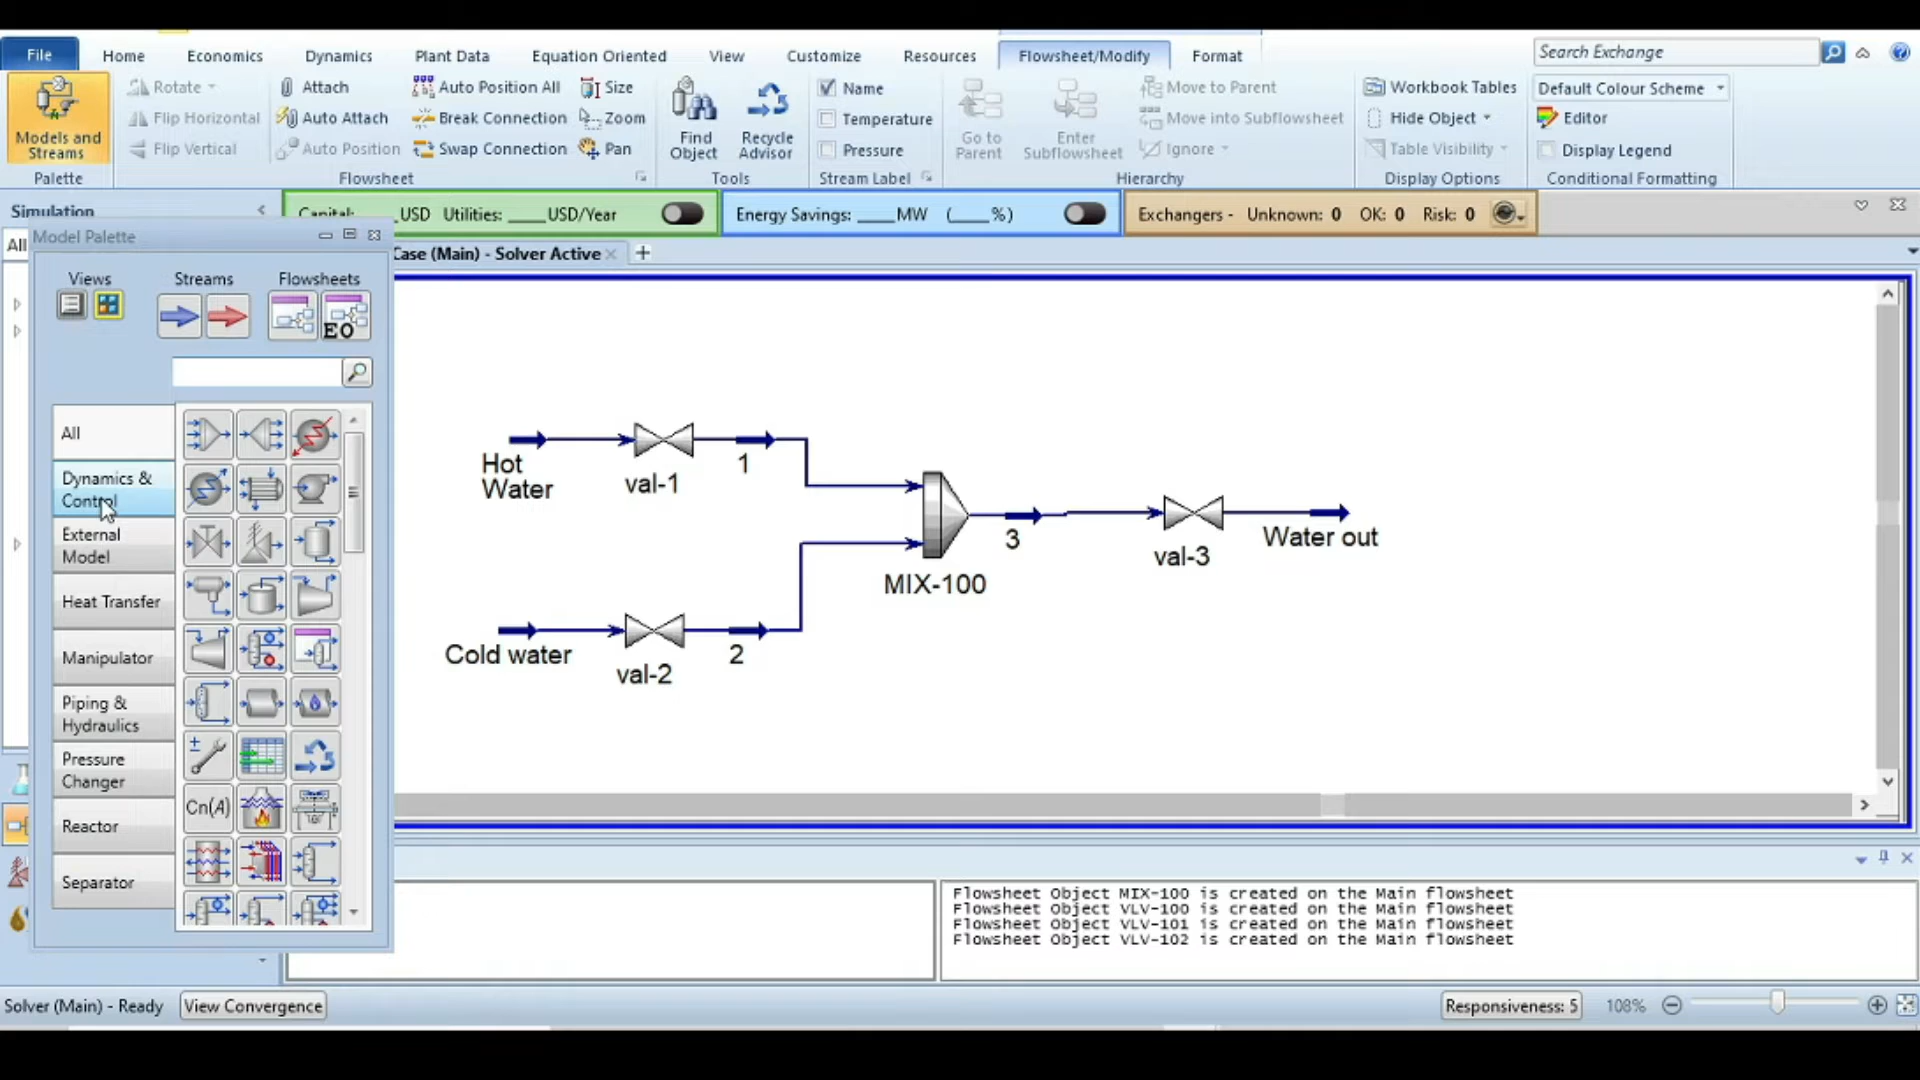 File Home Economics Dynamics Plant Data Equation Oriented View Customize Resources Flowsheet/Modify Format Search Exchange
Models and Streams
Palette
Rotate
Flip Horizontal
Flip Vertical
Attach
Auto Attach
Auto Position
Auto Position All
Break Connection
Swap Connection
Size
Zoom
Pan
Flowsheet
Find Object
Recycle Advisor
Tools
Name
Temperature
Pressure
Stream Label
Go to Parent
Enter Subflowsheet
Move to Parent
Move into Subflowsheet
Ignore
Hierarchy
Workbook Tables
Hide Object
Table Visibility
Display Options
Default Colour Scheme
Editor
Display Legend
Conditional Formatting
Simulation
Capital: ____USD Utilities: ____USD/Year
Energy Savings: ____MW (____%)
Exchangers - Unknown: 0 OK: 0 Risk: 0
All
Model Palette
Case (Main) - Solver Active
Views Streams Flowsheets
EO
All
Dynamics & Control
External Model
Heat Transfer
Manipulator
Piping & Hydraulics
Pressure Changer
Reactor
Separator
Cn(A)
Hot Water
val-1
1
Cold water
val-2
2
MIX-100
3
val-3
Water out
Flowsheet Object MIX-100 is created on the Main flowsheet
Flowsheet Object VLV-100 is created on the Main flowsheet
Flowsheet Object VLV-101 is created on the Main flowsheet
Flowsheet Object VLV-102 is created on the Main flowsheet
Solver (Main) - Ready View Convergence Responsiveness: 5 108%